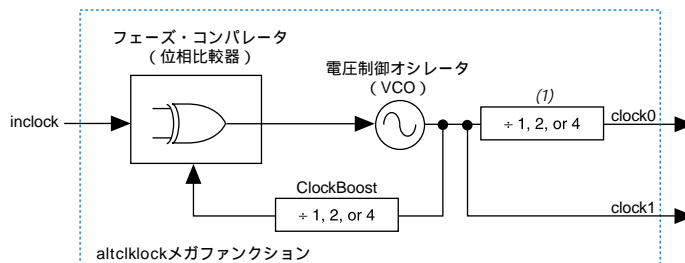 フェーズ・コンパレータ
（位相比較器）
電圧制御オシレータ
（VCO）
(1)
inclock
÷ 1, 2, or 4
clock0
ClockBoost
÷ 1, 2, or 4
clock1
altclklockメガファンクション